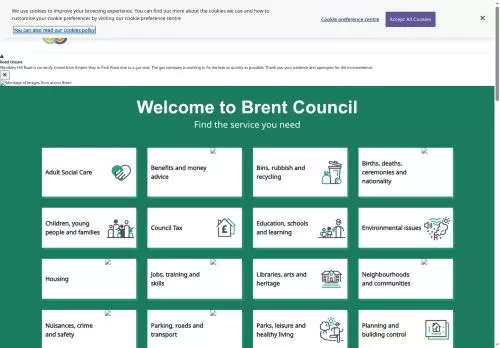 We use cookies to improve your browsing experience. You can find out more about the cookies we use and how to
customise your cookie preferences by visiting our cookie preference centre
You can also read our cookies policy
Cookie preference centre
Accept All Cookies
Road closure
Wembley Hill Road is currently closed from Empire Way to Park Place due to a gas leak. The gas company is working to fix the leak as quickly as possible. Thank you your patience and apologies for the inconvenience.
Montage of images from across Brent
Welcome to Brent Council
Find the service you need
Adult Social Care
Benefits and money
advice
Bins, rubbish and
recycling
Births, deaths,
ceremonies and
nationality
Children, young
people and families
Council Tax
Education, schools
and learning
Environmental issues
Housing
Jobs, training and
skills
Libraries, arts and
heritage
Neighbourhoods
and communities
Nuisances, crime
and safety
Parking, roads and
transport
Parks, leisure and
healthy living
Planning and
building control